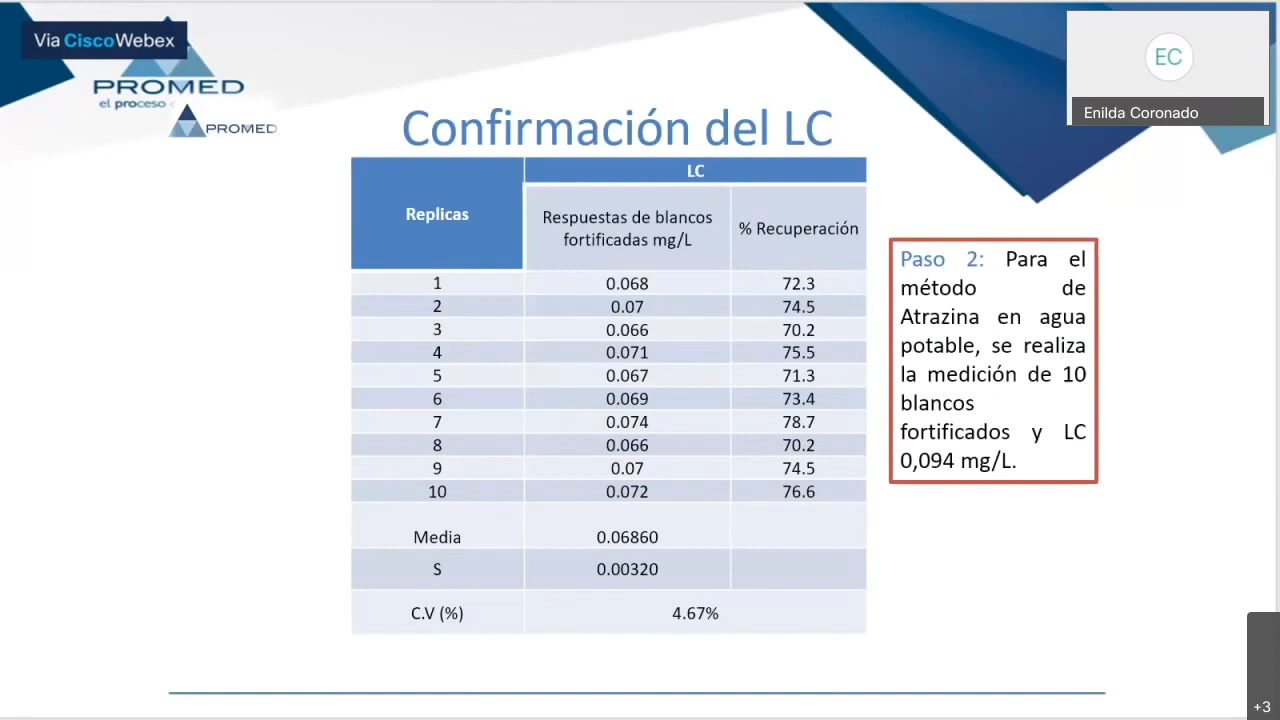 Via Cisco Webex
PROMED
el proceso
PROMED
EC
Enilda Coronado
Confirmación del LC
Replicas
LC
Respuestas de blancos
fortificadas mg/L
% Recuperación
1 0.068 72.3
2 0.07 74.5
3 0.066 70.2
4 0.071 75.5
5 0.067 71.3
6 0.069 73.4
7 0.074 78.7
8 0.066 70.2
9 0.07 74.5
10 0.072 76.6
Media 0.06860
S 0.00320
C.V (%) 4.67%
Paso 2: Para el
método de
Atrazina en agua
potable, se realiza
la medición de 10
blancos
fortificados y LC
0,094 mg/L.
+3